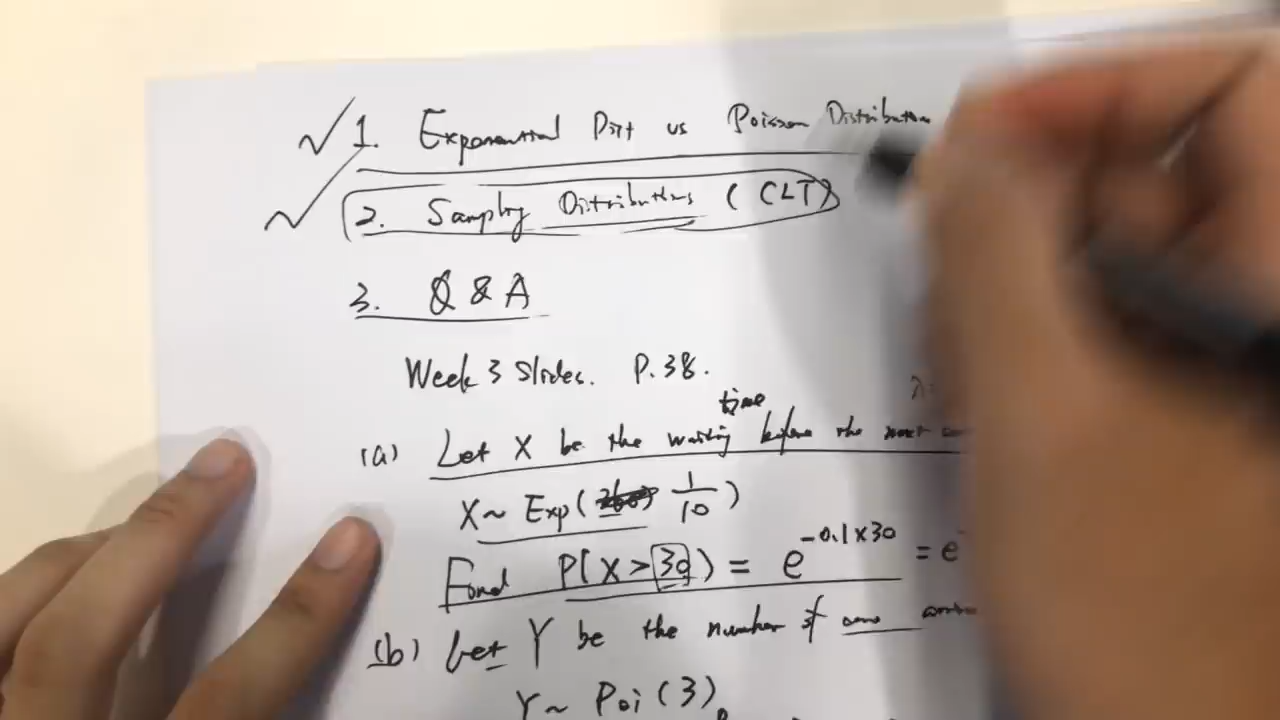 1. Exponential Dist vs Poisson Distribution
2. Sampling Distributions (CLT)
3. Q & A
Week 3 Slides. P.38.
time
(a) Let X be the waiting before the next
X ~ Exp( 1/10 )
Find P(X > 30) = e^{-0.1×30} = e
(b) Let Y be the number of
Y ~ Poi (3)